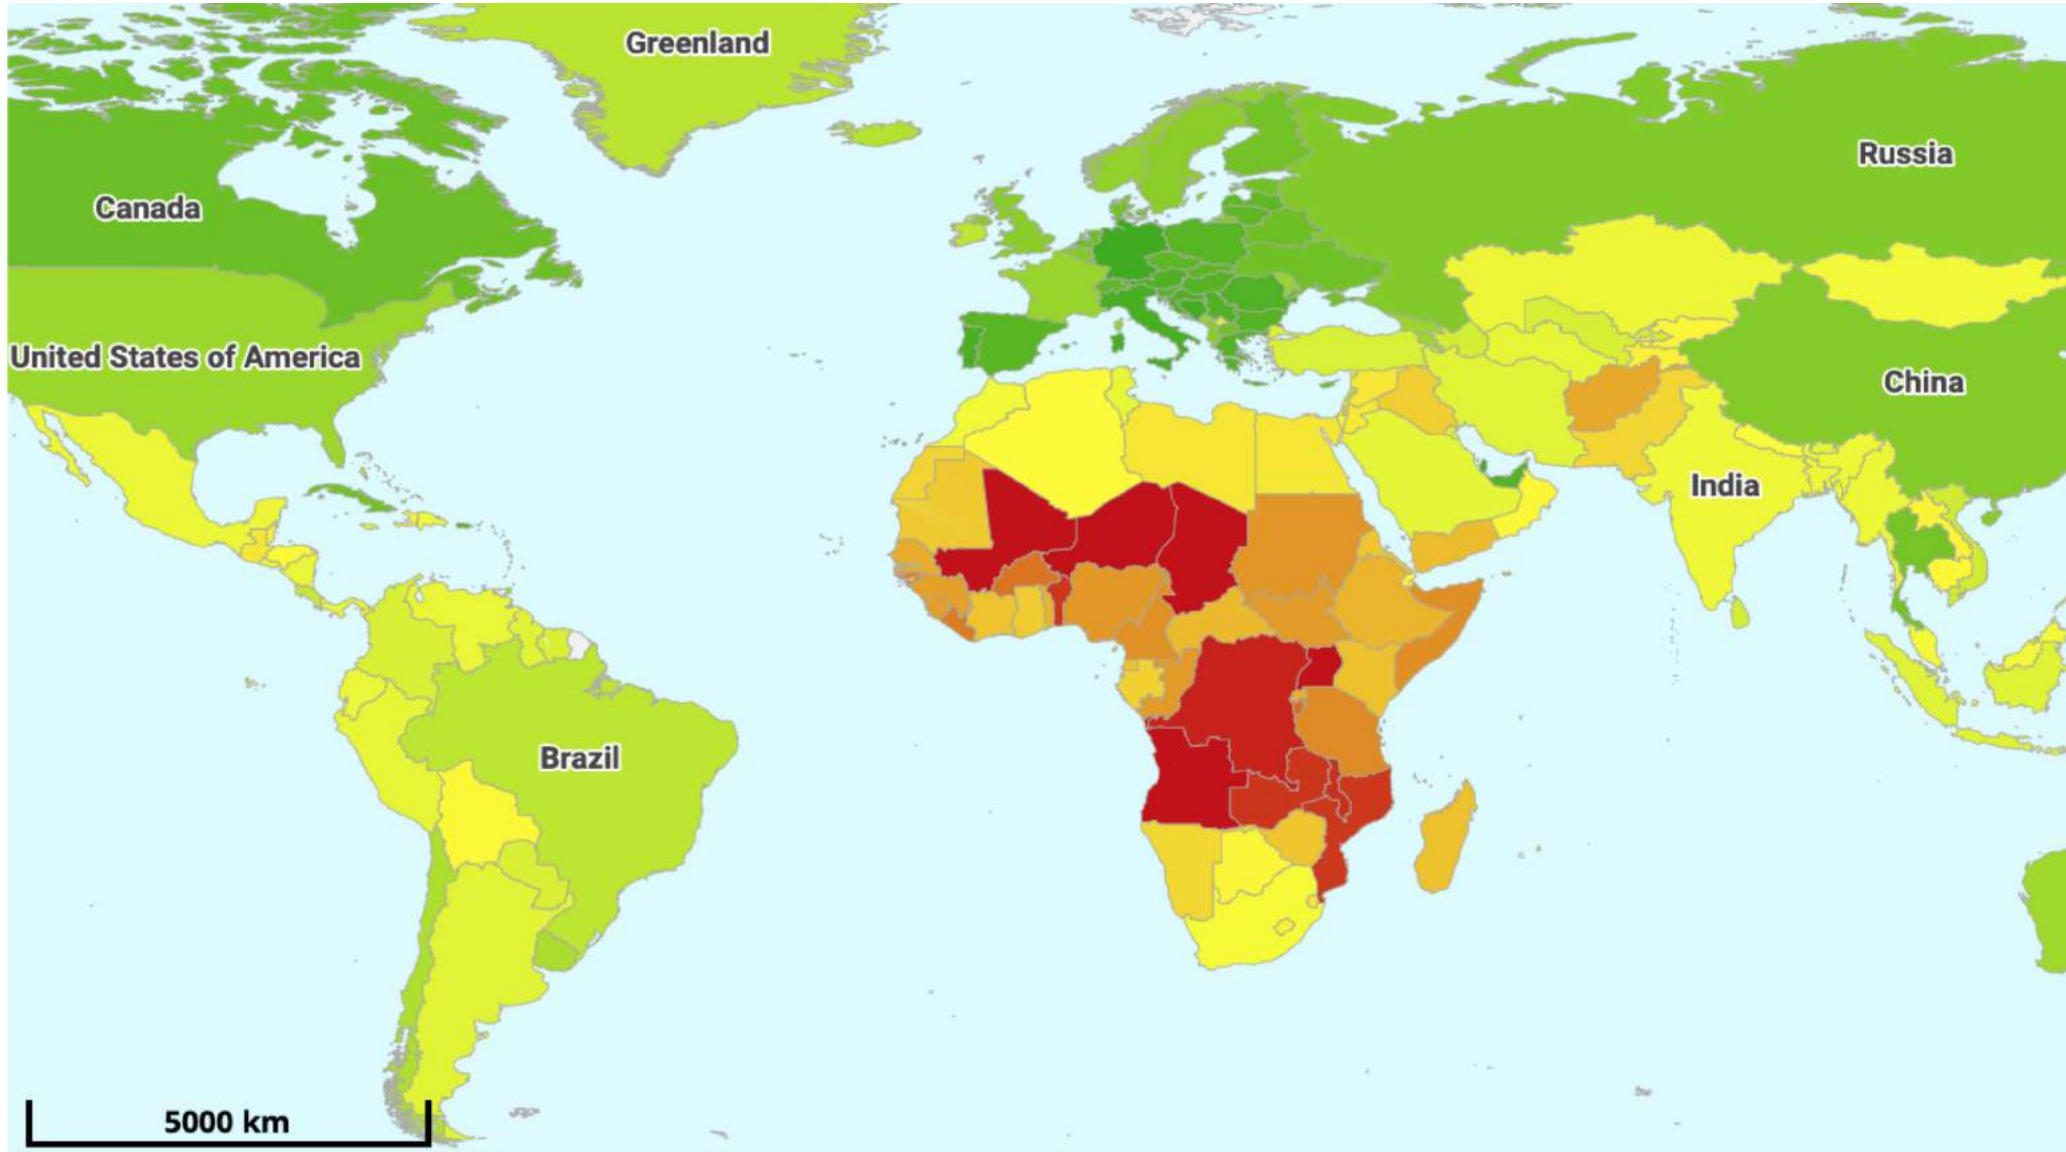 Greenland
Russia
Canada
United States of America
China
India
Brazil
5000 km